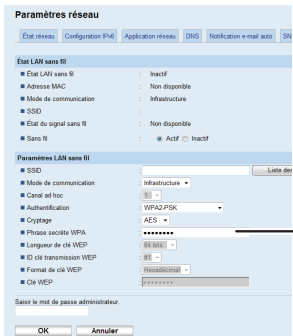 Paramètres réseau
État réseau Configuration IPv6 Application réseau DNS Notification e-mail auto SN
État LAN sans fil
État LAN sans fil : Inactif
Adresse MAC : Non disponible
Mode de communication : Infrastructure
SSID :
État du signal sans fil : Non disponible
Sans fil : Actif Inactif
Paramètres LAN sans fil
SSID : Liste des
Mode de communication : Infrastructure
Canal ad hoc : 1
Authentification : WPA2-PSK
Cryptage : AES
Phrase secrète WPA : ••••••••
Longueur de clé WEP : 64 bits
ID clé transmission WEP : #1
Format de clé WEP : Hexadécimal
Clé WEP : ••••••••
Saisir le mot de passe administrateur.
OK Annuler